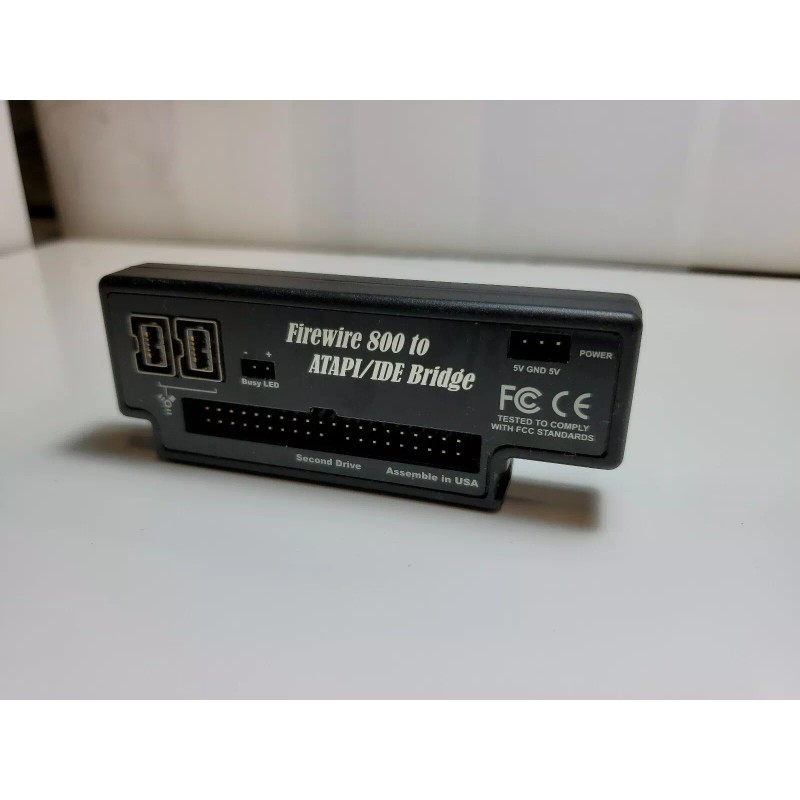 Firewire 800 to
ATAPI/IDE Bridge
- +
Busy LED
POWER
5V GND 5V
FC CE
TESTED TO COMPLY
WITH FCC STANDARDS
Second Drive
Assemble in USA